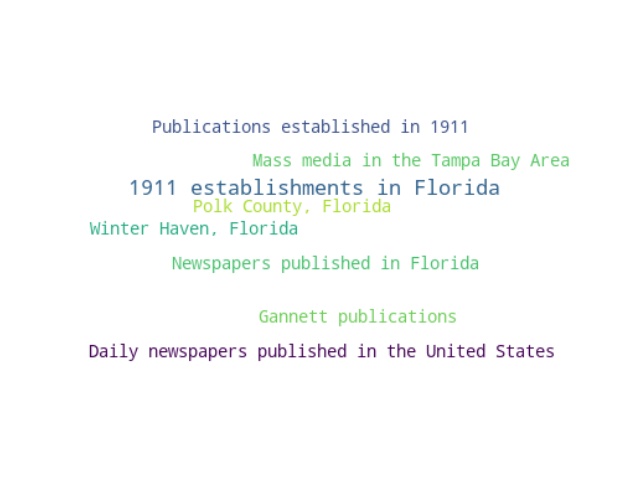 Publications established in 1911
Mass media in the Tampa Bay Area
1911 establishments in Florida
Polk County, Florida
Winter Haven, Florida
Newspapers published in Florida
Gannett publications
Daily newspapers published in the United States